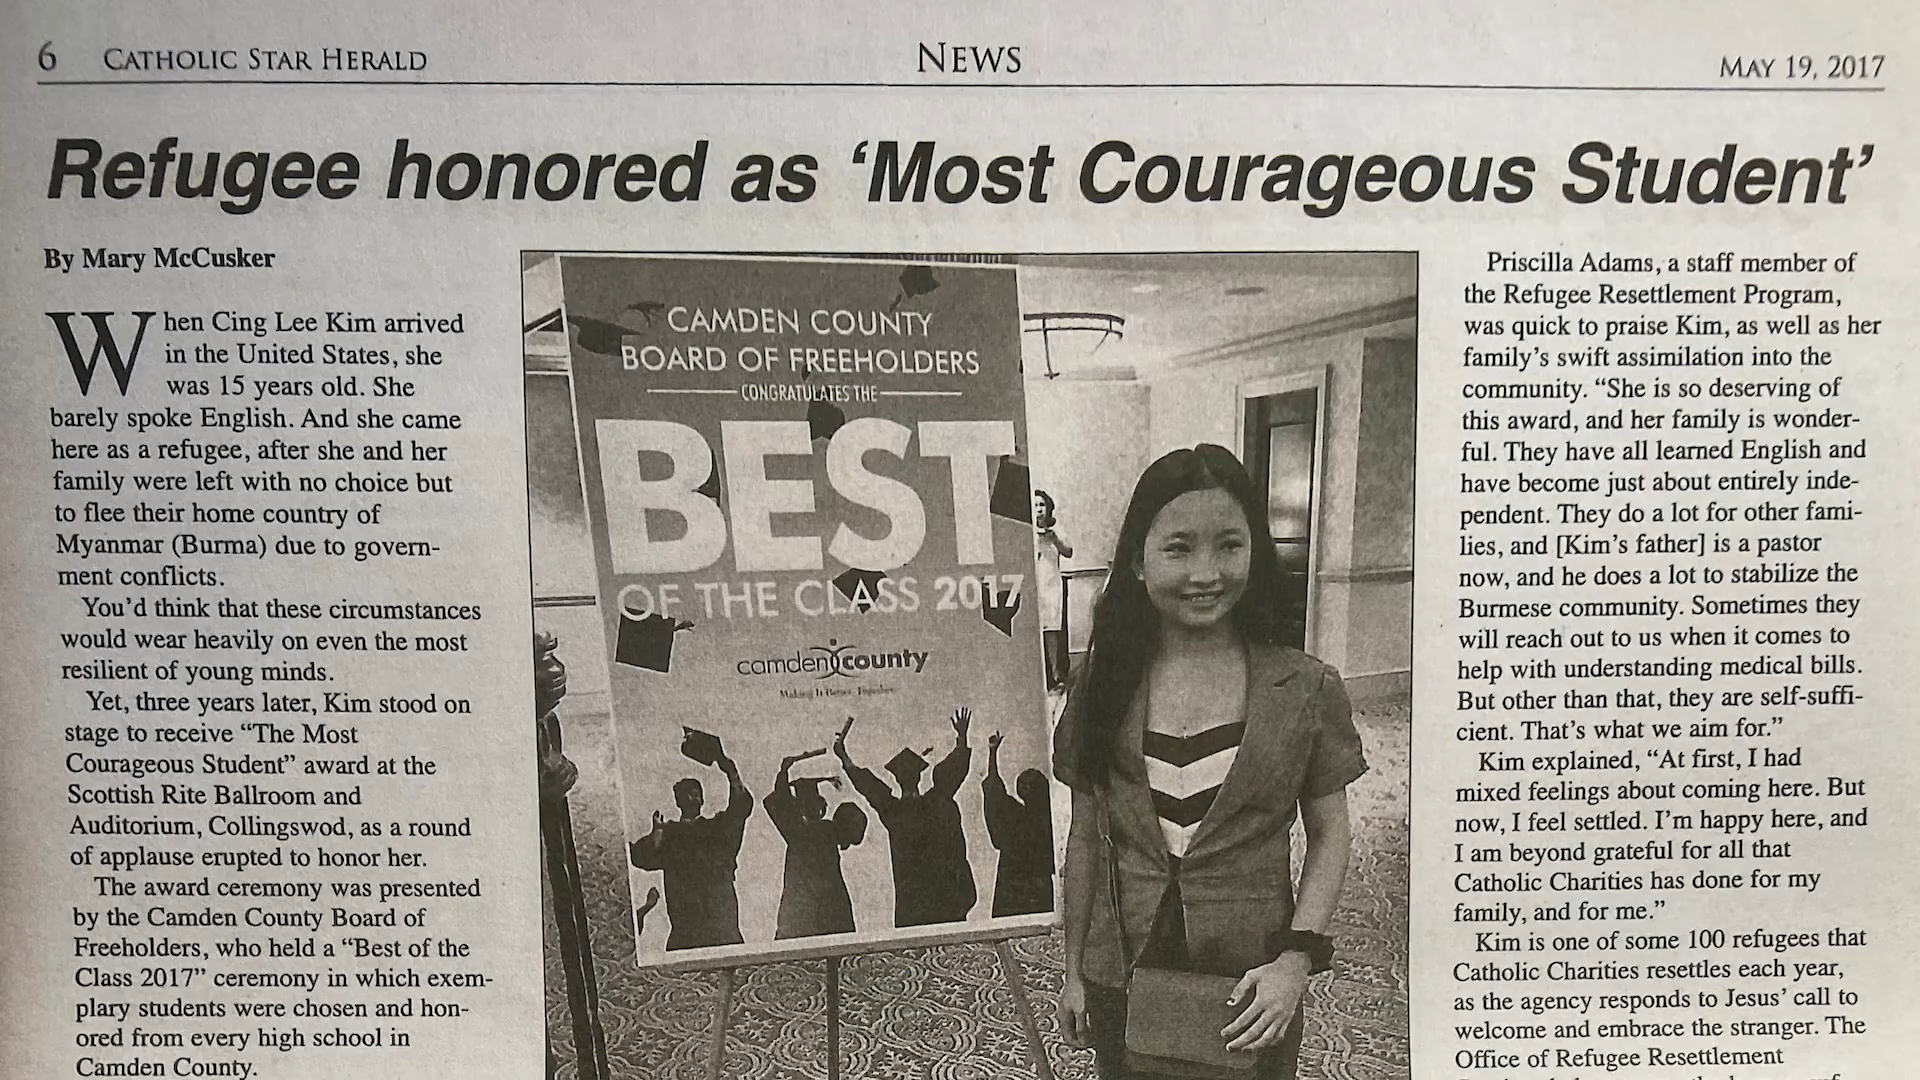 6 CATHOLIC STAR HERALD NEWS MAY 19, 2017
Refugee honored as ‘Most Courageous Student’
By Mary McCusker
When Cing Lee Kim arrived
in the United States, she
was 15 years old. She
barely spoke English. And she came
here as a refugee, after she and her
family were left with no choice but
to flee their home country of
Myanmar (Burma) due to govern-
ment conflicts.
You’d think that these circumstances
would wear heavily on even the most
resilient of young minds.
Yet, three years later, Kim stood on
stage to receive “The Most
Courageous Student” award at the
Scottish Rite Ballroom and
Auditorium, Collingswod, as a round
of applause erupted to honor her.
The award ceremony was presented
by the Camden County Board of
Freeholders, who held a “Best of the
Class 2017” ceremony in which exem-
plary students were chosen and hon-
ored from every high school in
Camden County.
CAMDEN COUNTY
BOARD OF FREEHOLDERS
CONGRATULATES THE
BEST
OF THE CLASS 2017
camden county
Making It Better, Together.
Priscilla Adams, a staff member of
the Refugee Resettlement Program,
was quick to praise Kim, as well as her
family’s swift assimilation into the
community. “She is so deserving of
this award, and her family is wonder-
ful. They have all learned English and
have become just about entirely inde-
pendent. They do a lot for other fami-
lies, and [Kim’s father] is a pastor
now, and he does a lot to stabilize the
Burmese community. Sometimes they
will reach out to us when it comes to
help with understanding medical bills.
But other than that, they are self-suffi-
cient. That’s what we aim for.”
Kim explained, “At first, I had
mixed feelings about coming here. But
now, I feel settled. I’m happy here, and
I am beyond grateful for all that
Catholic Charities has done for my
family, and for me.”
Kim is one of some 100 refugees that
Catholic Charities resettles each year,
as the agency responds to Jesus’ call to
welcome and embrace the stranger. The
Office of Refugee Resettlement